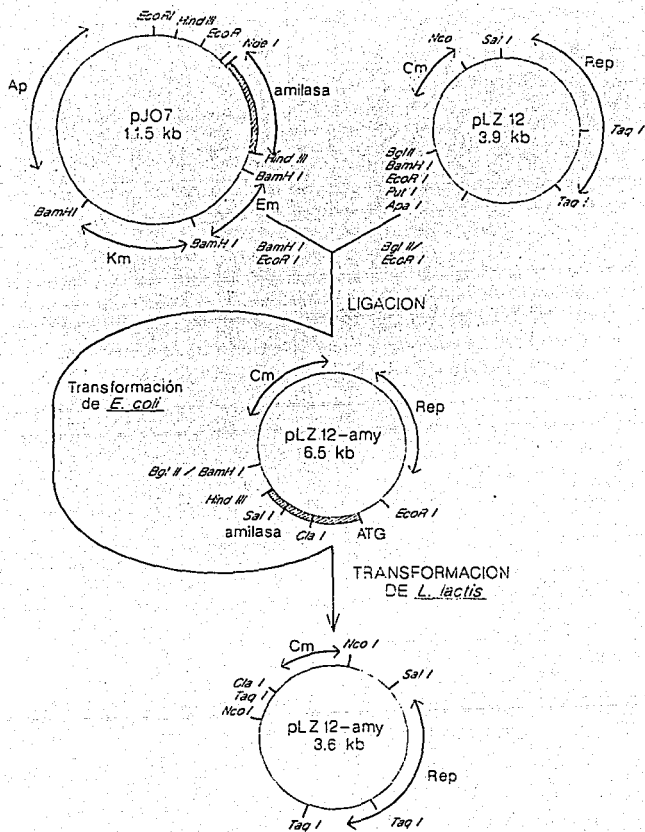 EcoRI
Hind III
EcoR
Nde I
Ap
pJO7
11.5 kb
amilasa
Hind III
BamH I
Em
BamH I
Km
BamHI
Nco
Sal I
Cm
Rep
pLZ 12
3.9 kb
Taq I
Taq I
Bgl II
BamH I
EcoR I
Put I
Apa I
BamH I
EcoR I
Bgl II/
EcoR I
LIGACION
Transformación
de E. coli
Cm
Rep
pLZ 12-amy
6.5 kb
Bgl II / BamH I
Hind III
Sal I
amilasa
Cla I
ATG
EcoR I
TRANSFORMACION
DE L. lactis
Cm
Nco I
Sal I
Cla I
Taq I
Nco I
pLZ 12-amy
3.6 kb
Rep
Taq I
Taq I